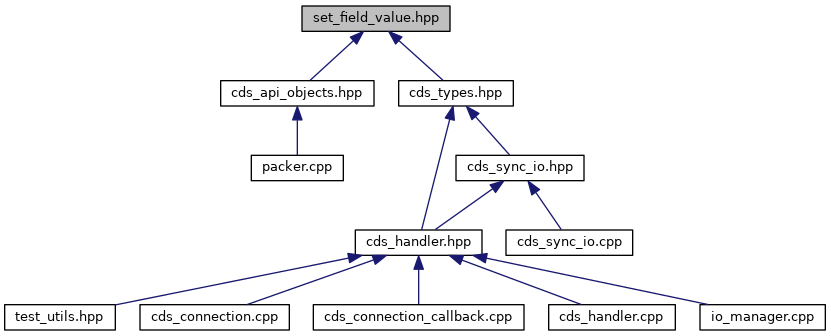 set_field_value.hpp
cds_api_objects.hpp
cds_types.hpp
packer.cpp
cds_sync_io.hpp
cds_handler.hpp
cds_sync_io.cpp
test_utils.hpp
cds_connection.cpp
cds_connection_callback.cpp
cds_handler.cpp
io_manager.cpp